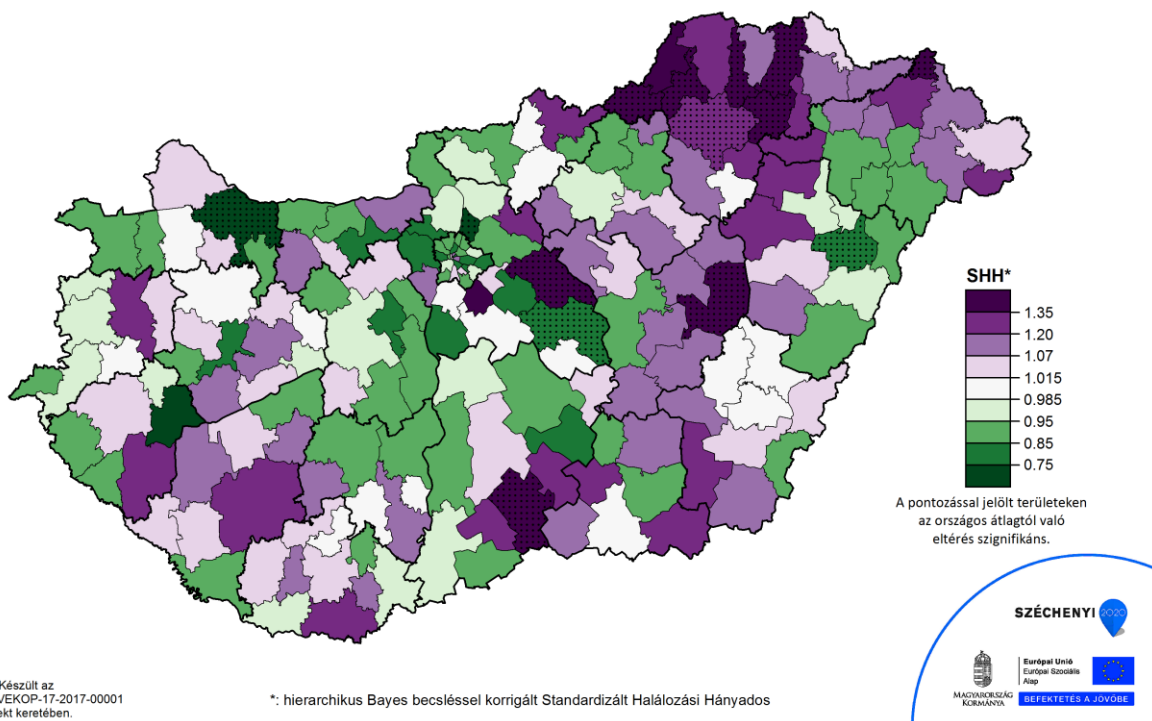 SHH*
1.35
1.20
1.07
1.015
0.985
0.95
0.85
0.75
A pontozással jelölt területeken
az országos átlagtól való
eltérés szignifikáns.
SZÉCHENYI 2020
MAGYARORSZÁG
KORMÁNYA
Európai Unió
Európai Szociális
Alap
BEFEKTETÉS A JÖVŐBE
Készült az
VEKOP-17-2017-00001
ekt keretében.
*: hierarchikus Bayes becsléssel korrigált Standardizált Halálozási Hányados